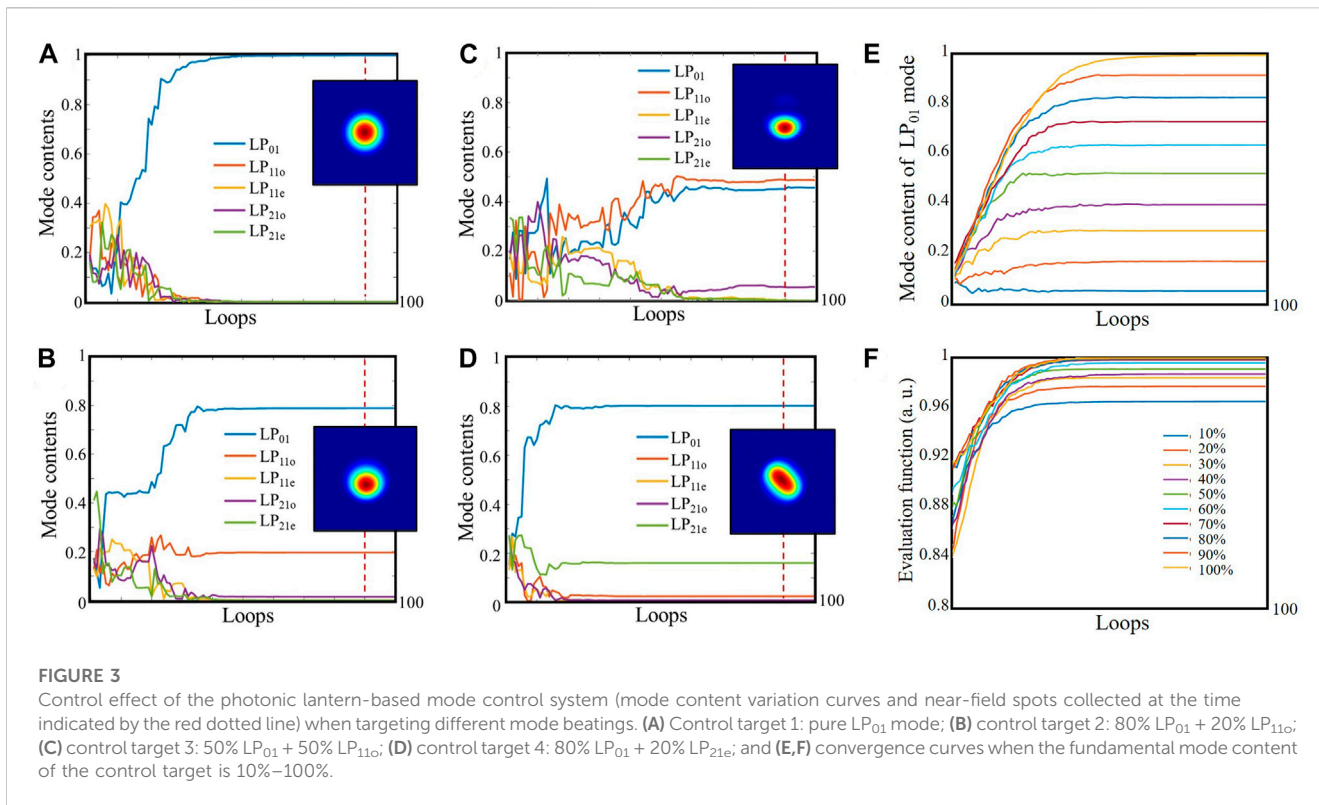 A
Mode contents
1
0.8
0.6
0.4
0.2
0
LP01
LP11o
LP11e
LP21o
LP21e
100
Loops
C
Mode contents
1
0.8
0.6
0.4
0.2
0
LP01
LP11o
LP11e
LP21o
LP21e
100
Loops
E
Mode content of LP01 mode
1
0.8
0.6
0.4
0.2
0
100
Loops
B
Mode contents
1
0.8
0.6
0.4
0.2
0
LP01
LP11o
LP11e
LP21o
LP21e
100
Loops
D
Mode contents
1
0.8
0.6
0.4
0.2
0
LP01
LP11o
LP11e
LP21o
LP21e
100
Loops
F
Evaluation function (a. u.)
1
0.96
0.92
0.88
0.84
0.8
10%
20%
30%
40%
50%
60%
70%
80%
90%
100%
100
Loops
FIGURE 3
Control effect of the photonic lantern-based mode control system (mode content variation curves and near-field spots collected at the time
indicated by the red dotted line) when targeting different mode beatings. (A) Control target 1: pure LP01 mode; (B) control target 2: 80% LP01 + 20% LP11o;
(C) control target 3: 50% LP01 + 50% LP11o; (D) control target 4: 80% LP01 + 20% LP21e; and (E,F) convergence curves when the fundamental mode content
of the control target is 10%–100%.